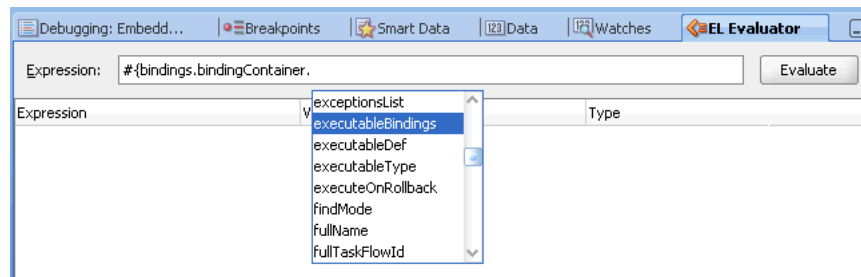 Debugging: Embedd... Breakpoints Smart Data 123 Data Watches EL Evaluator
Expression: #{bindings.bindingContainer. Evaluate
Expression V Type
exceptionsList
executableBindings
executableDef
executableType
executeOnRollback
findMode
fullName
fullTaskFlowId